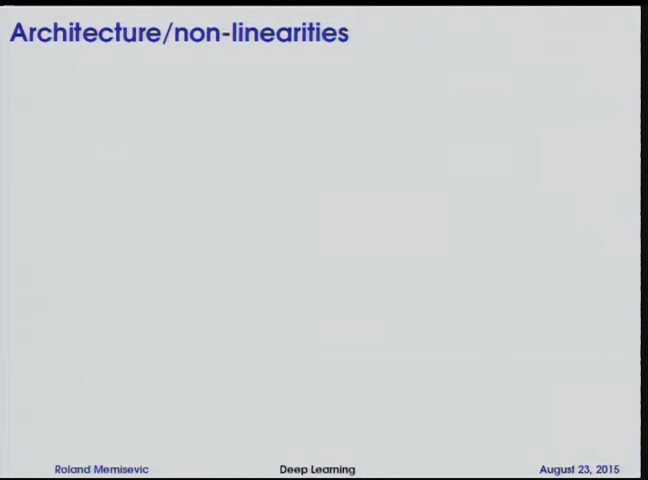 Architecture/non-linearities
Roland Memisevic Deep Learning August 23, 2015